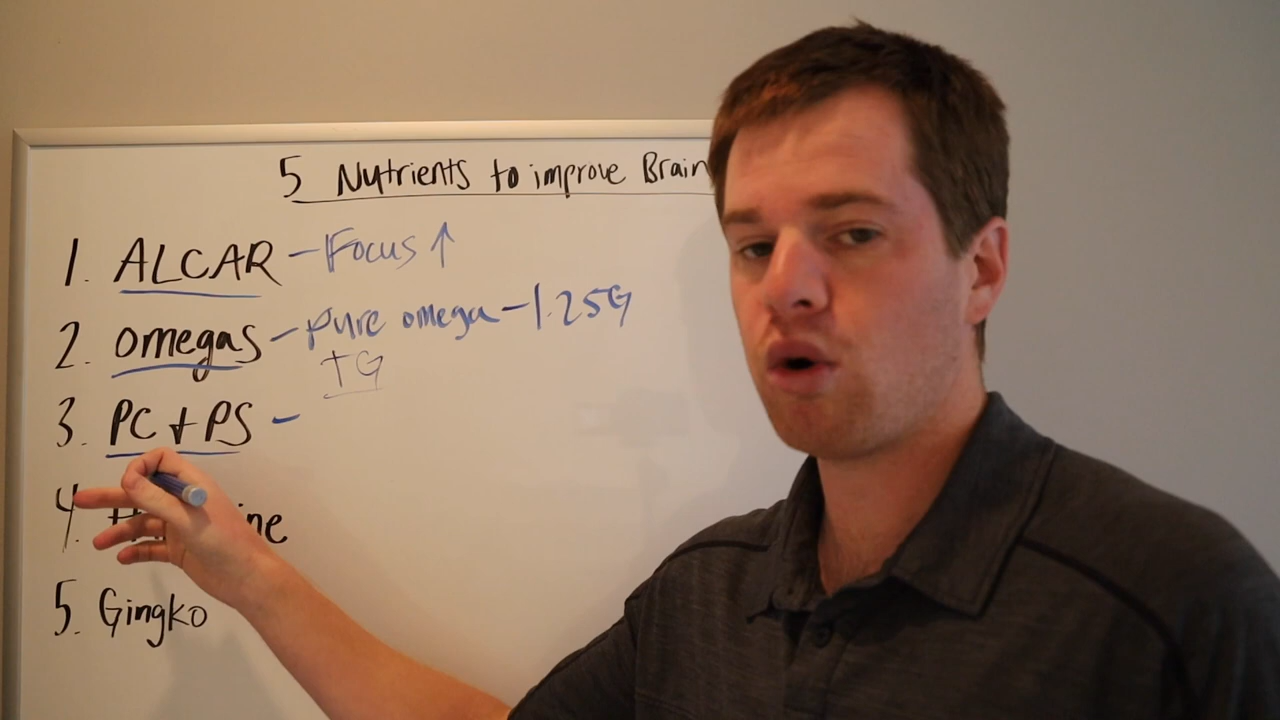 5 Nutrients to improve Brain
1. ALCAR - Focus ↑
2. omegas - pure omega - 1.25G
TG
3. PC + PS -
4.
5. Gingko